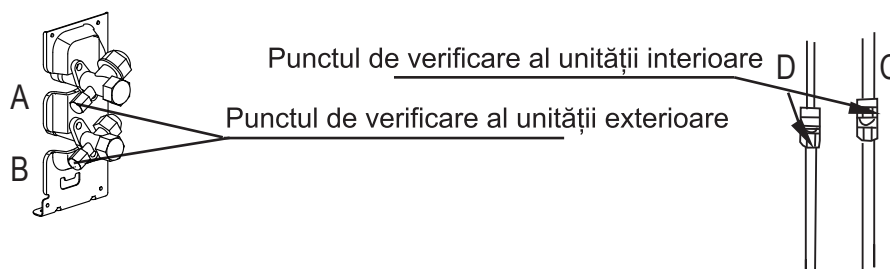 Punctul de verificare al unității interioare
D
C
A
Punctul de verificare al unității exterioare
B